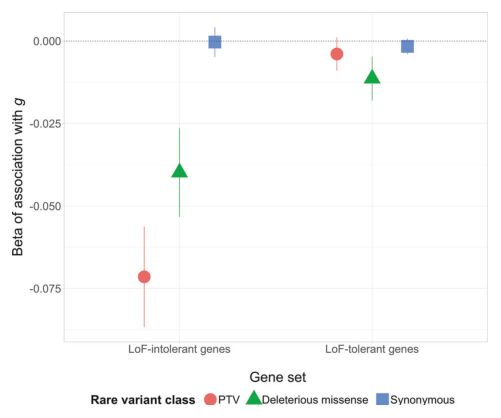 0.000
-0.025
-0.050
-0.075
Beta of association with g
LoF-intolerant genes LoF-tolerant genes
Gene set
Rare variant class PTV Deleterious missense Synonymous